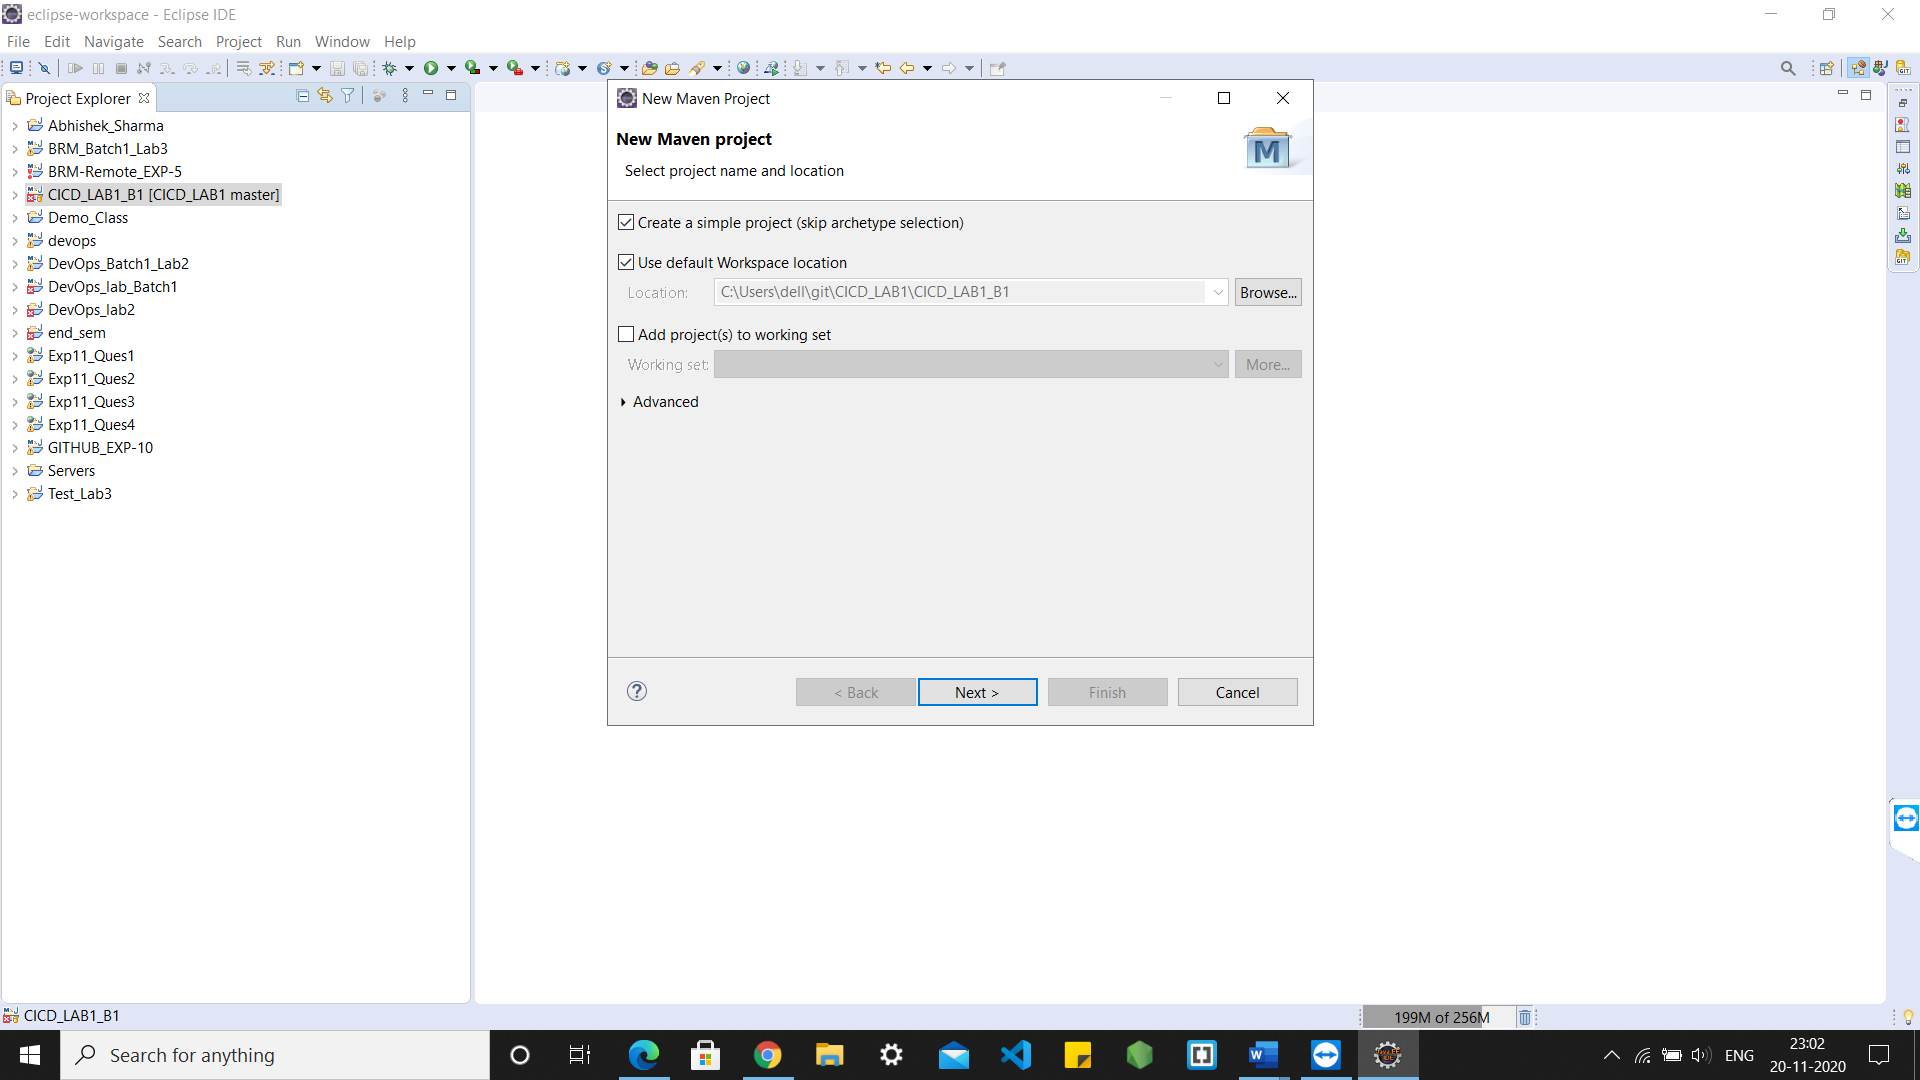 eclipse-workspace - Eclipse IDE
File Edit Navigate Search Project Run Window Help
Project Explorer
Abhishek_Sharma
BRM_Batch1_Lab3
BRM-Remote_EXP-5
CICD_LAB1_B1 [CICD_LAB1 master]
Demo_Class
devops
DevOps_Batch1_Lab2
DevOps_lab_Batch1
DevOps_lab2
end_sem
Exp11_Ques1
Exp11_Ques2
Exp11_Ques3
Exp11_Ques4
GITHUB_EXP-10
Servers
Test_Lab3
New Maven Project
New Maven project
Select project name and location
M
Create a simple project (skip archetype selection)
Use default Workspace location
Location: C:\Users\dell\git\CICD_LAB1\CICD_LAB1_B1 Browse...
Add project(s) to working set
Working set: More...
Advanced
< Back Next > Finish Cancel
CICD_LAB1_B1
199M of 256M
Search for anything
ENG
23:02
20-11-2020